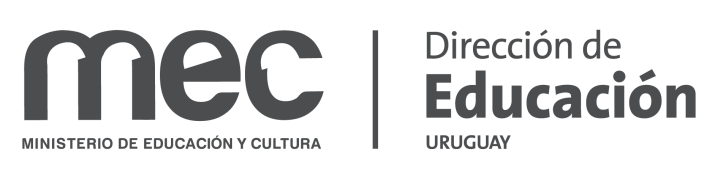 mec
MINISTERIO DE EDUCACIÓN Y CULTURA
Dirección de
Educación
URUGUAY